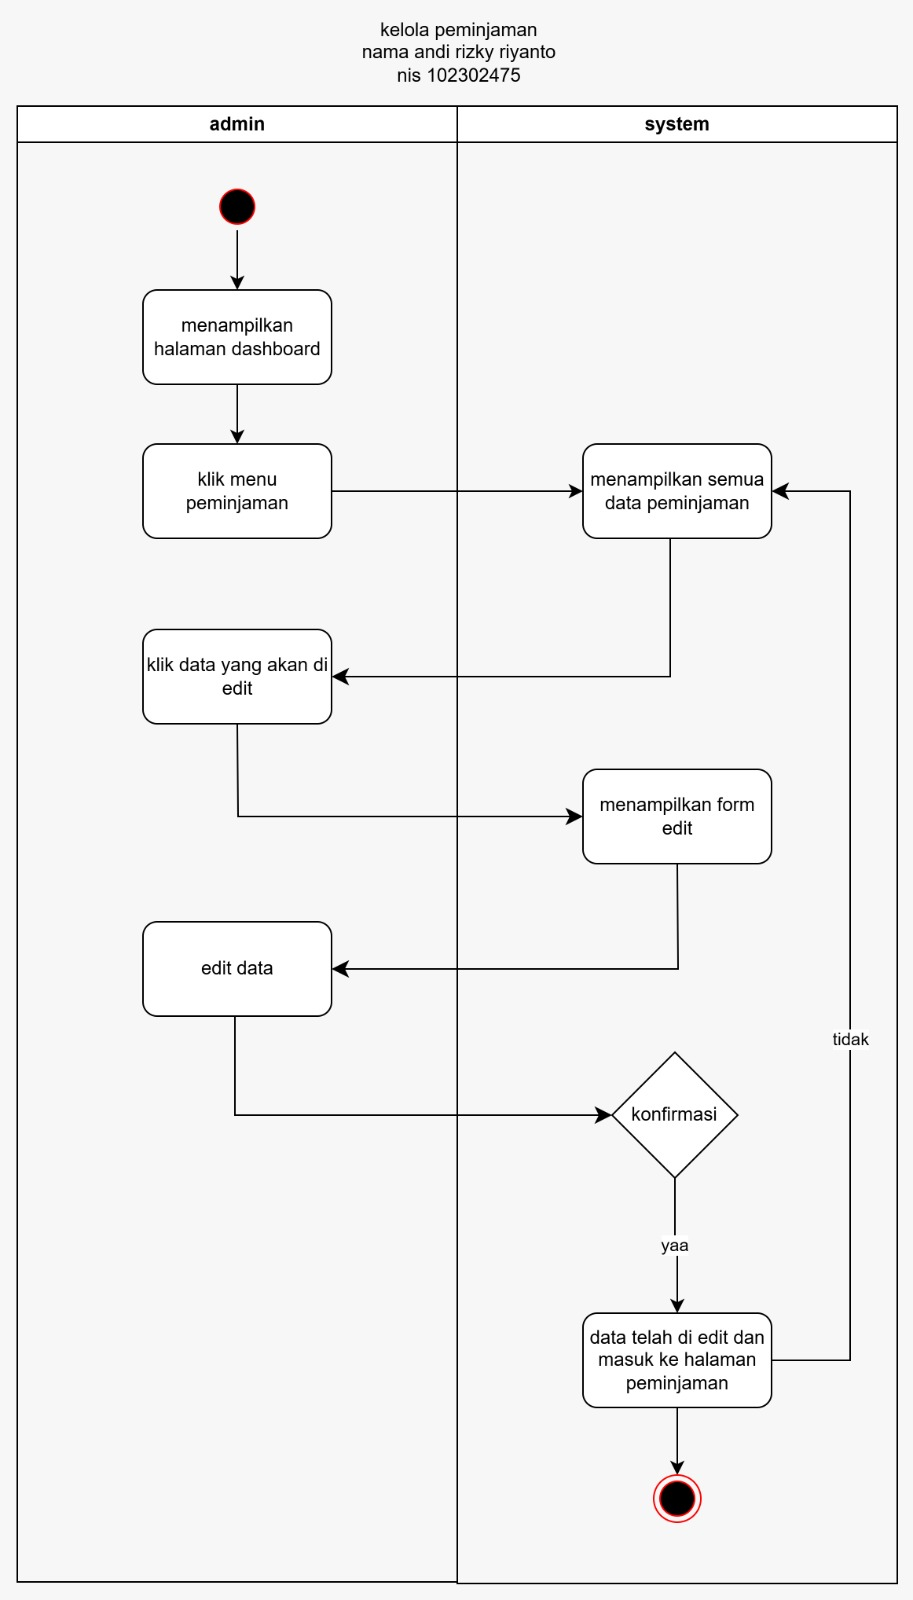 kelola peminjaman
nama andi rizky riyanto
nis 102302475
admin
system
menampilkan
halaman dashboard
klik menu
peminjaman
menampilkan semua
data peminjaman
klik data yang akan di
edit
menampilkan form
edit
edit data
tidak
konfirmasi
yaa
data telah di edit dan
masuk ke halaman
peminjaman